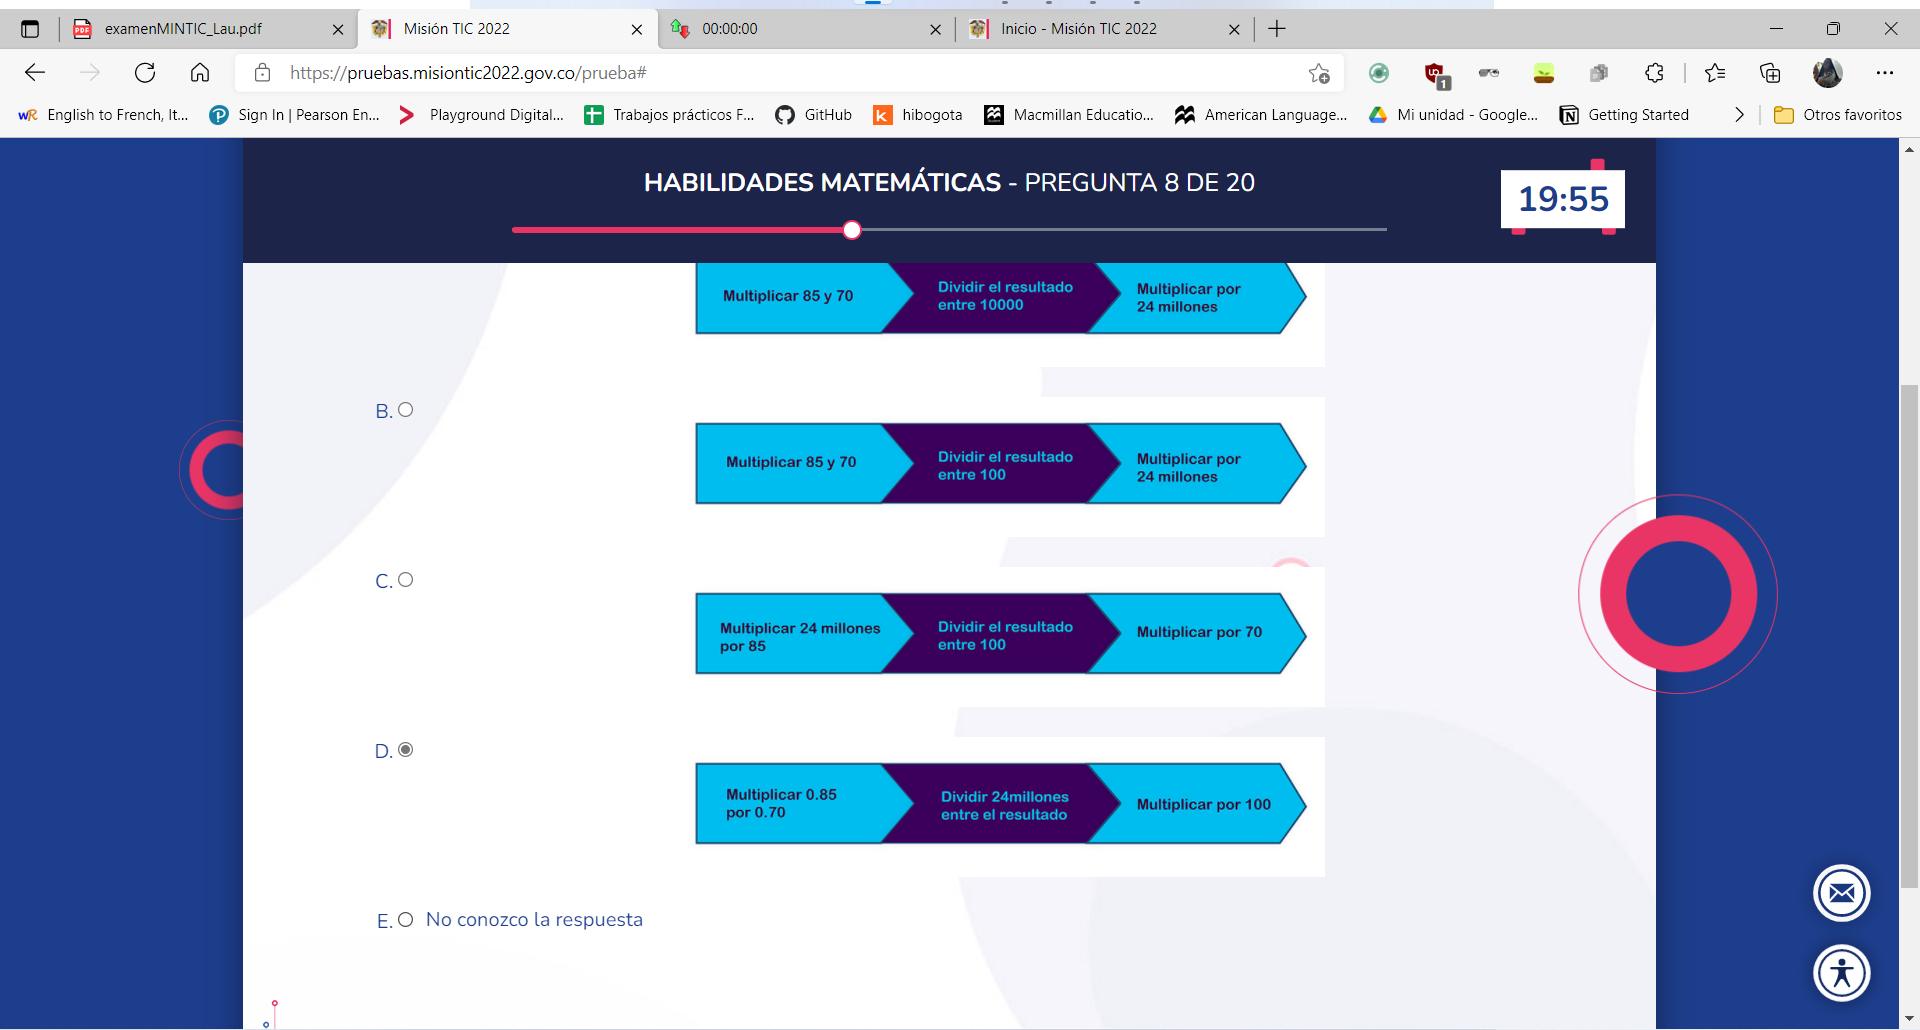 examenMINTIC_Lau.pdf
Misión TIC 2022
00:00:00
Inicio - Misión TIC 2022
https://pruebas.misiontic2022.gov.co/prueba#
1
English to French, It...
Sign In | Pearson En...
Playground Digital...
Trabajos prácticos F...
GitHub
hibogota
Macmillan Educatio...
American Language...
Mi unidad - Google...
Getting Started
Otros favoritos
HABILIDADES MATEMÁTICAS - PREGUNTA 8 DE 20
19:55
Multiplicar 85 y 70
Dividir el resultado
entre 10000
Multiplicar por
24 millones
B.
Multiplicar 85 y 70
Dividir el resultado
entre 100
Multiplicar por
24 millones
C.
Multiplicar 24 millones
por 85
Dividir el resultado
entre 100
Multiplicar por 70
D.
Multiplicar 0.85
por 0.70
Dividir 24millones
entre el resultado
Multiplicar por 100
E. No conozco la respuesta